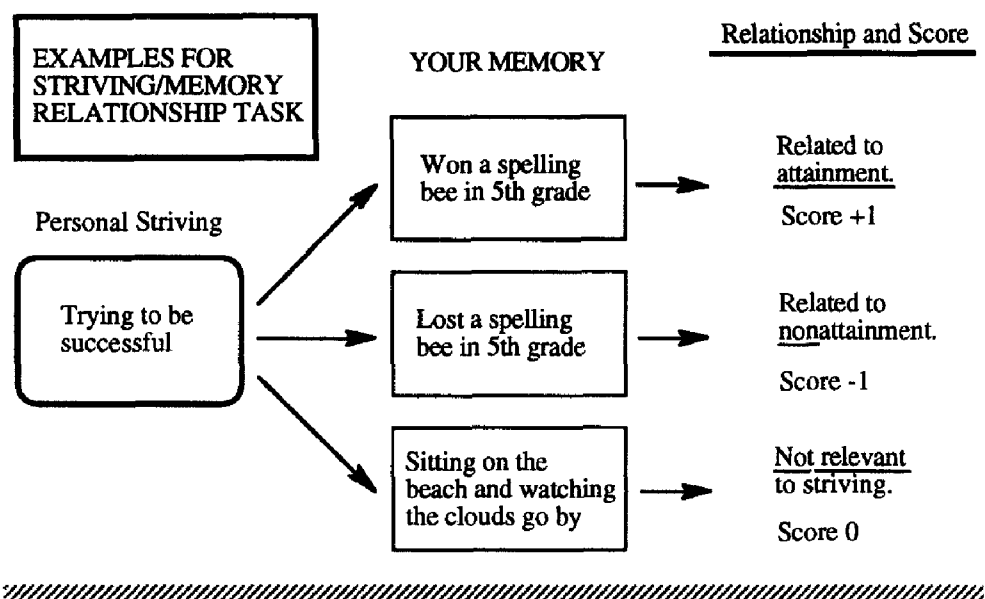 EXAMPLES FOR
STRIVING/MEMORY
RELATIONSHIP TASK
YOUR MEMORY
Relationship and Score
Personal Striving
Trying to be
successful
Won a spelling
bee in 5th grade
Related to
attainment.
Score +1
Lost a spelling
bee in 5th grade
Related to
nonattainment.
Score -1
Sitting on the
beach and watching
the clouds go by
Not relevant
to striving.
Score 0